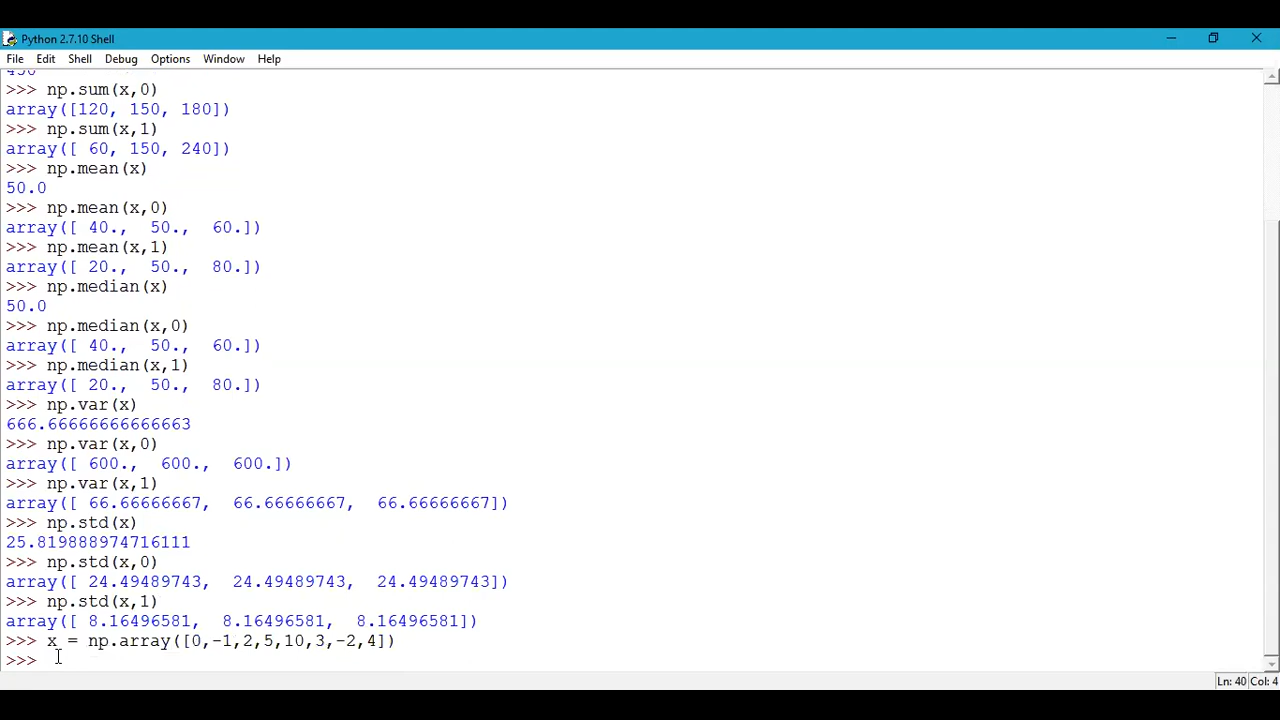 Python 2.7.10 Shell
File Edit Shell Debug Options Window Help
450
>>> np.sum(x,0)
array([120, 150, 180])
>>> np.sum(x,1)
array([ 60, 150, 240])
>>> np.mean(x)
50.0
>>> np.mean(x,0)
array([ 40.,  50.,  60.])
>>> np.mean(x,1)
array([ 20.,  50.,  80.])
>>> np.median(x)
50.0
>>> np.median(x,0)
array([ 40.,  50.,  60.])
>>> np.median(x,1)
array([ 20.,  50.,  80.])
>>> np.var(x)
666.66666666666663
>>> np.var(x,0)
array([ 600.,  600.,  600.])
>>> np.var(x,1)
array([ 66.66666667,  66.66666667,  66.66666667])
>>> np.std(x)
25.819888974716111
>>> np.std(x,0)
array([ 24.49489743,  24.49489743,  24.49489743])
>>> np.std(x,1)
array([ 8.16496581,  8.16496581,  8.16496581])
>>> x = np.array([0,-1,2,5,10,3,-2,4])
>>>
Ln: 40 Col: 4